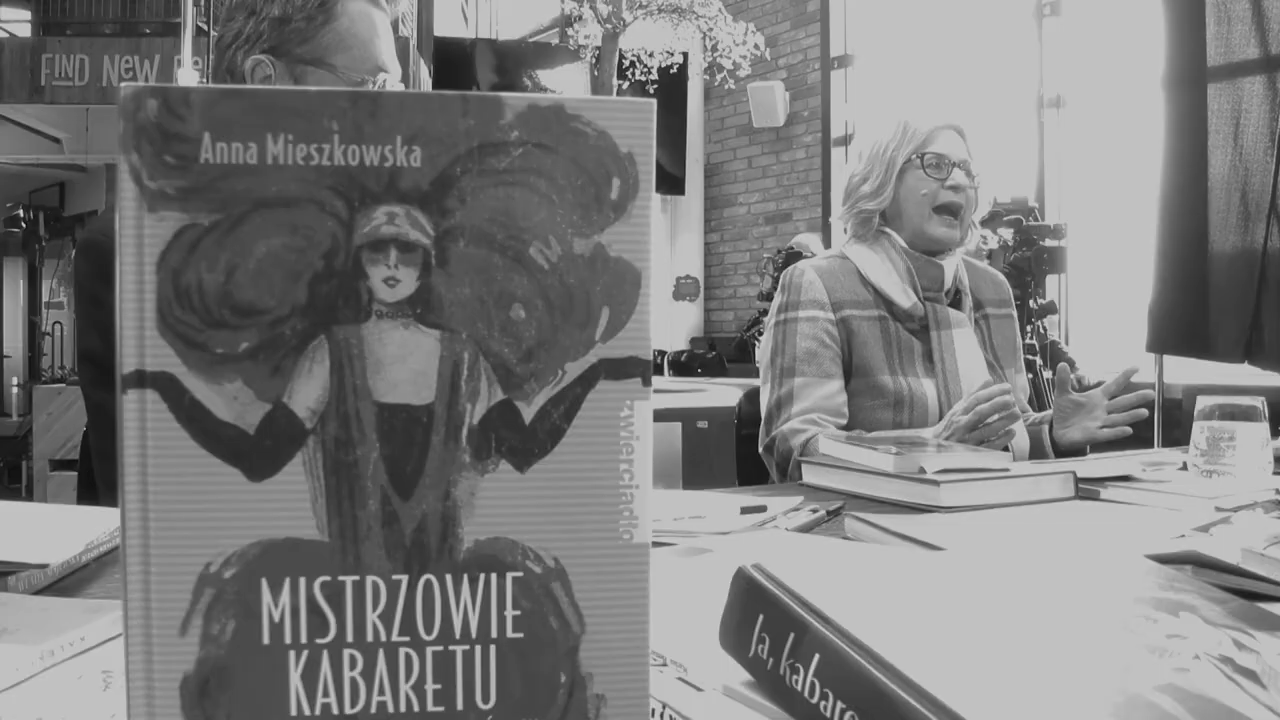 FIND NEW
Anna Mieszkowska
zwierciadło
MISTRZOWIE
KABARETU
Ja, kabare